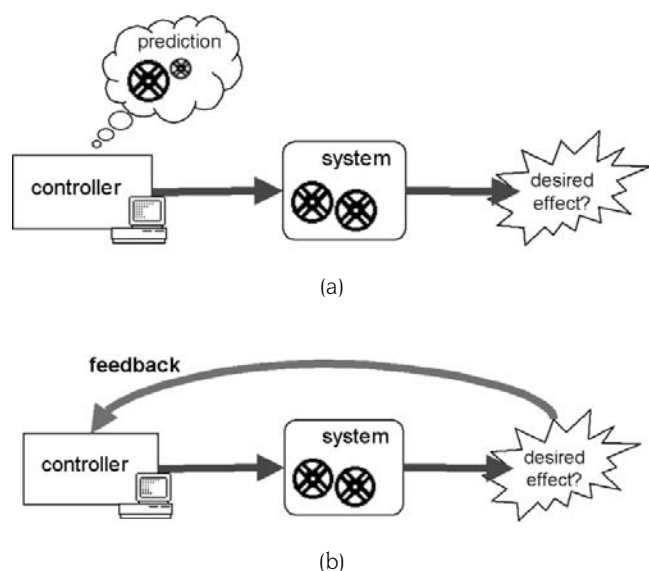 prediction
controller
system
desired
effect?
(a)
feedback
controller
system
desired
effect?
(b)